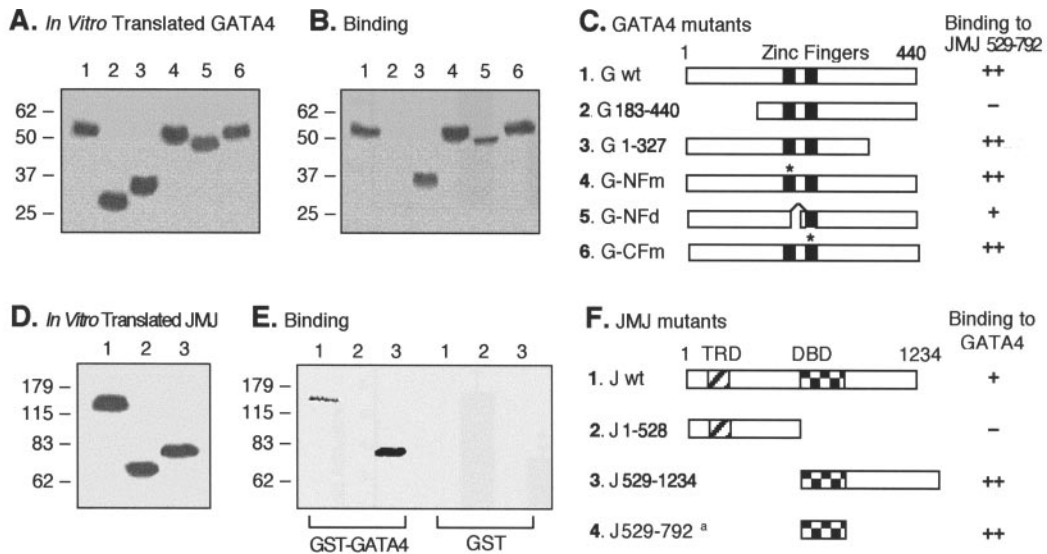 A. In Vitro Translated GATA4
1 2 3 4 5 6
62 –
50 –
37 –
25 –
B. Binding
1 2 3 4 5 6
62 –
50 –
37 –
25 –
C. GATA4 mutants
Binding to
JMJ 529-792
1 Zinc Fingers 440
1. G wt ++
2. G 183-440 –
3. G 1-327 ++
*
4. G-NFm ++
5. G-NFd +
*
6. G-CFm ++
D. In Vitro Translated JMJ
1 2 3
179 –
115 –
83 –
62 –
E. Binding
1 2 3 1 2 3
179 –
115 –
83 –
62 –
GST-GATA4 GST
F. JMJ mutants
Binding to
GATA4
1 TRD DBD 1234
1. J wt +
2. J 1-528 –
3. J 529-1234 ++
4. J 529-792 a ++